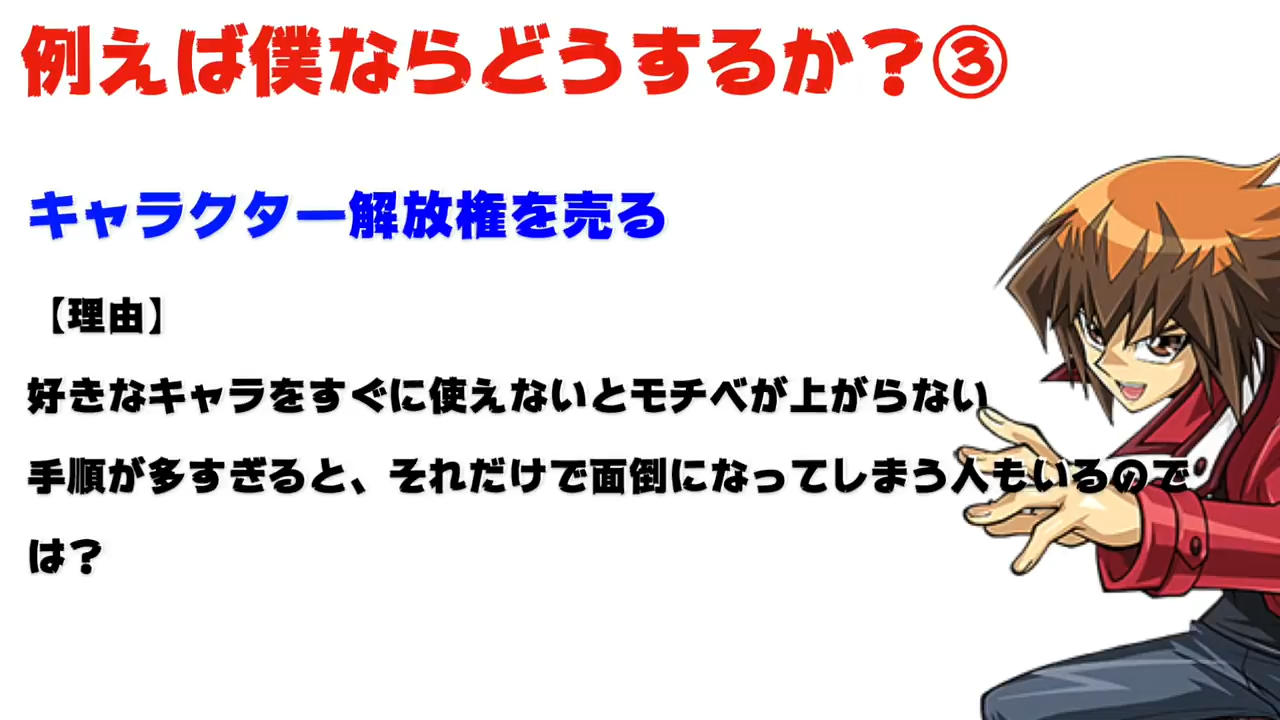 例えば僕ならどうするか？③
キャラクター解放権を売る
【理由】
好きなキャラをすぐに使えないとモチベが上がらない
手順が多すぎると、それだけで面倒になってしまう人もいるので
は？